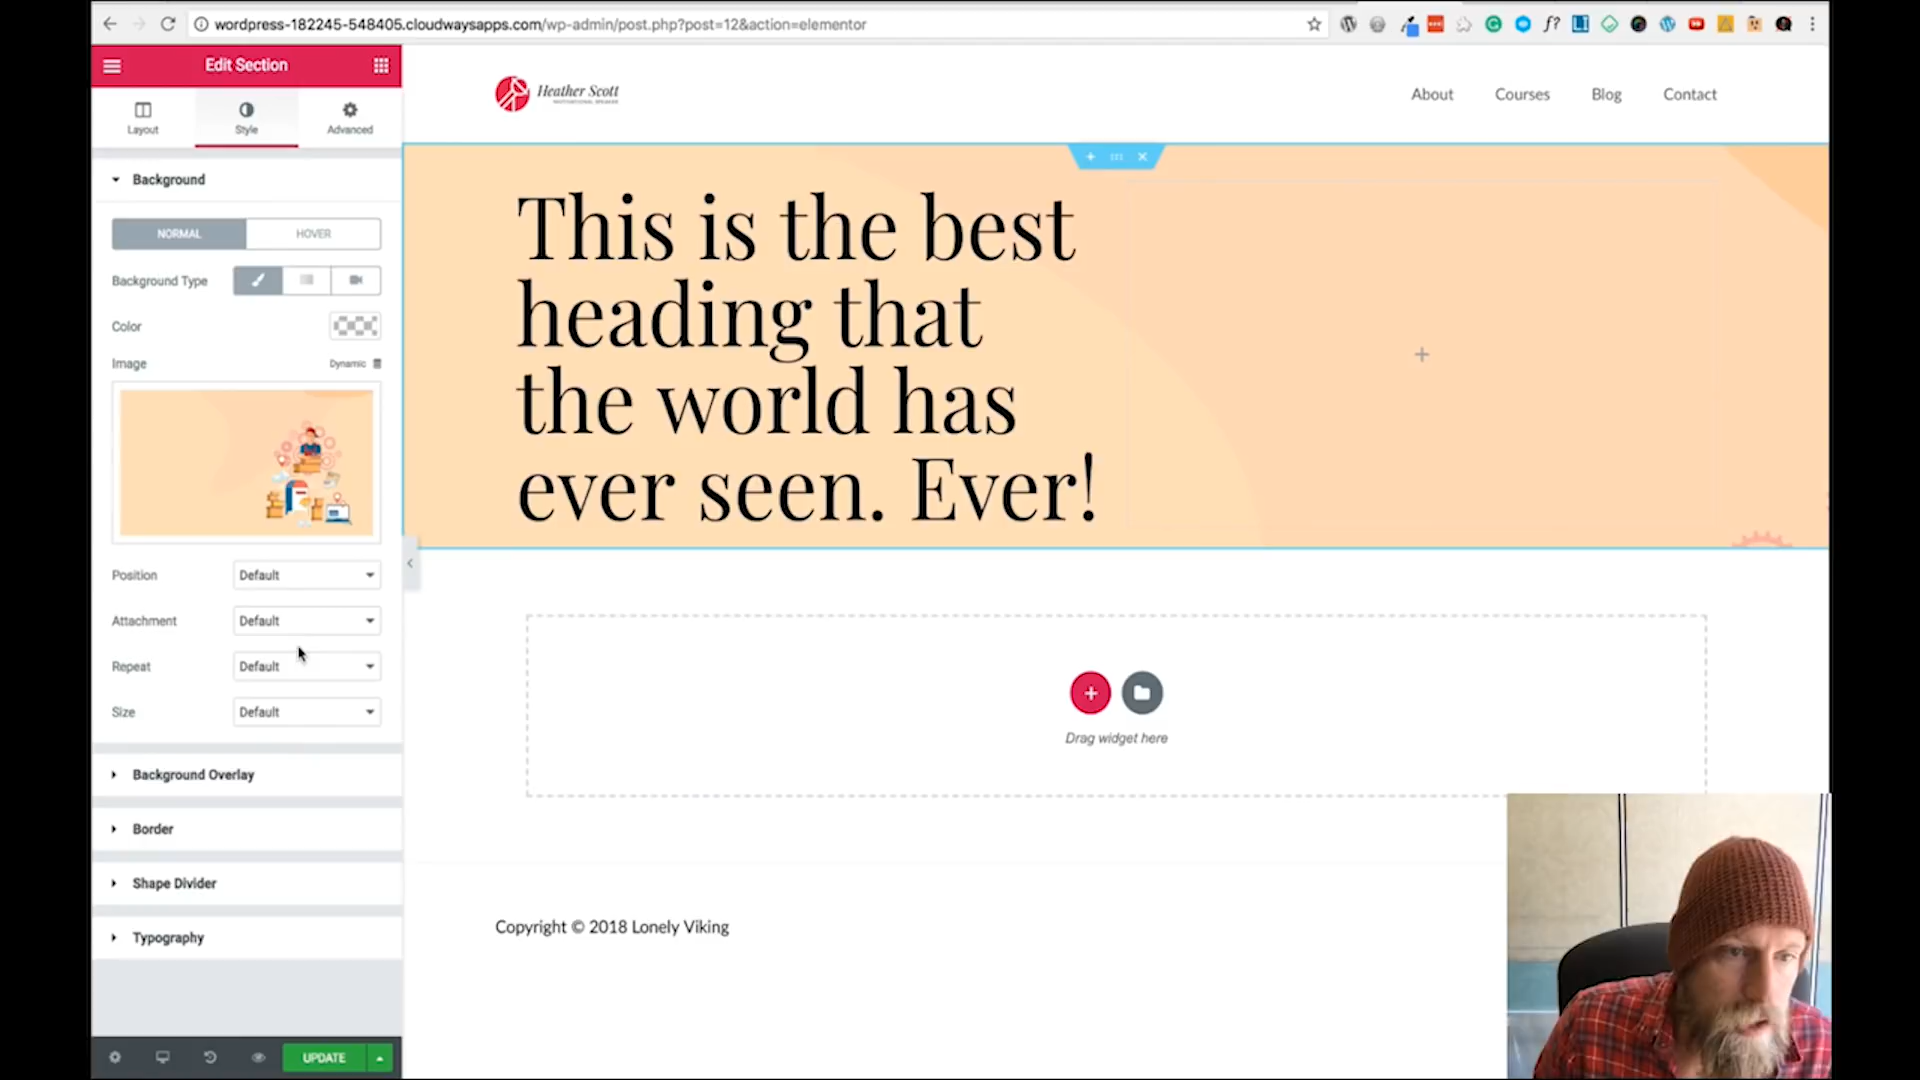 wordpress-182245-548405.cloudwaysapps.com/wp-admin/post.php?post=12&action=elementor
Edit Section
Layout
Style
Advanced
Background
NORMAL
HOVER
Background Type
Color
Image
Dynamic
Position
Default
Attachment
Default
Repeat
Default
Size
Default
Background Overlay
Border
Shape Divider
Typography
UPDATE
Heather Scott
MOTIVATIONAL SPEAKER
About
Courses
Blog
Contact
This is the best
heading that
the world has
ever seen. Ever!
Drag widget here
Copyright © 2018 Lonely Viking